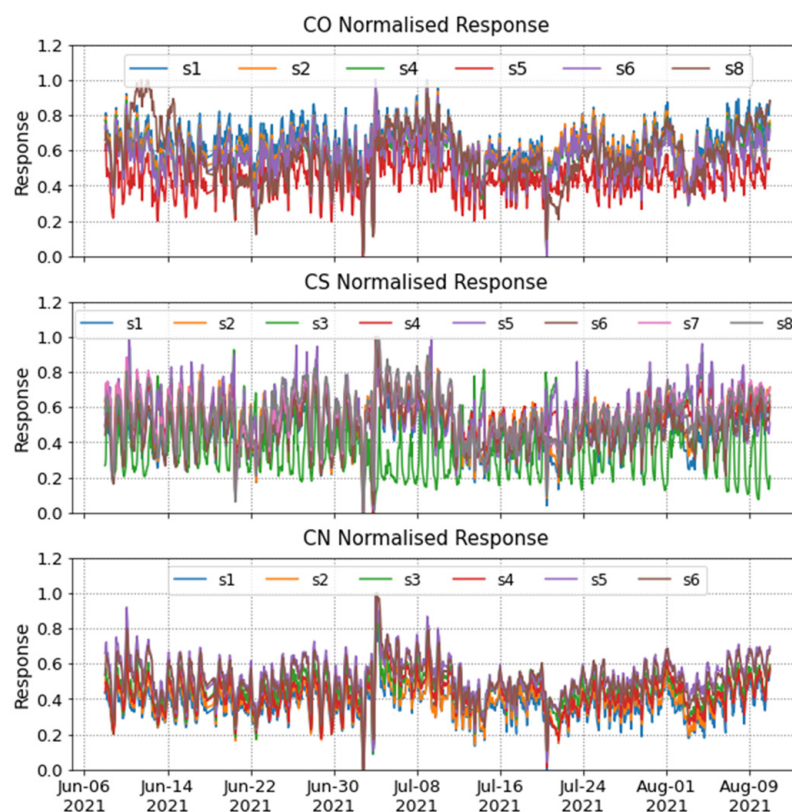 CO Normalised Response
1.2
s1 s2 s4 s5 s6 s8
1.0
0.8
0.6
0.4
0.2
0.0
Response
CS Normalised Response
1.2
s1 s2 s3 s4 s5 s6 s7 s8
1.0
0.8
0.6
0.4
0.2
0.0
Response
CN Normalised Response
1.2
s1 s2 s3 s4 s5 s6
1.0
0.8
0.6
0.4
0.2
0.0
Response
Jun-06 Jun-14 Jun-22 Jun-30 Jul-08 Jul-16 Jul-24 Aug-01 Aug-09
2021 2021 2021 2021 2021 2021 2021 2021 2021